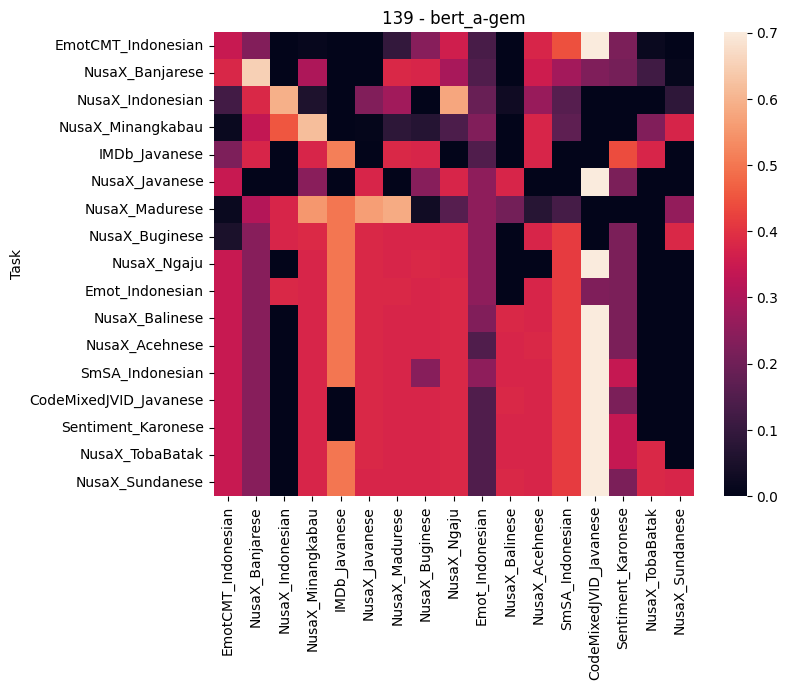 139 - bert_a-gem
Task
EmotCMT_Indonesian
NusaX_Banjarese
NusaX_Indonesian
NusaX_Minangkabau
IMDb_Javanese
NusaX_Javanese
NusaX_Madurese
NusaX_Buginese
NusaX_Ngaju
Emot_Indonesian
NusaX_Balinese
NusaX_Acehnese
SmSA_Indonesian
CodeMixedJVID_Javanese
Sentiment_Karonese
NusaX_TobaBatak
NusaX_Sundanese
EmotCMT_Indonesian
NusaX_Banjarese
NusaX_Indonesian
NusaX_Minangkabau
IMDb_Javanese
NusaX_Javanese
NusaX_Madurese
NusaX_Buginese
NusaX_Ngaju
Emot_Indonesian
NusaX_Balinese
NusaX_Acehnese
SmSA_Indonesian
CodeMixedJVID_Javanese
Sentiment_Karonese
NusaX_TobaBatak
NusaX_Sundanese
0.7
0.6
0.5
0.4
0.3
0.2
0.1
0.0